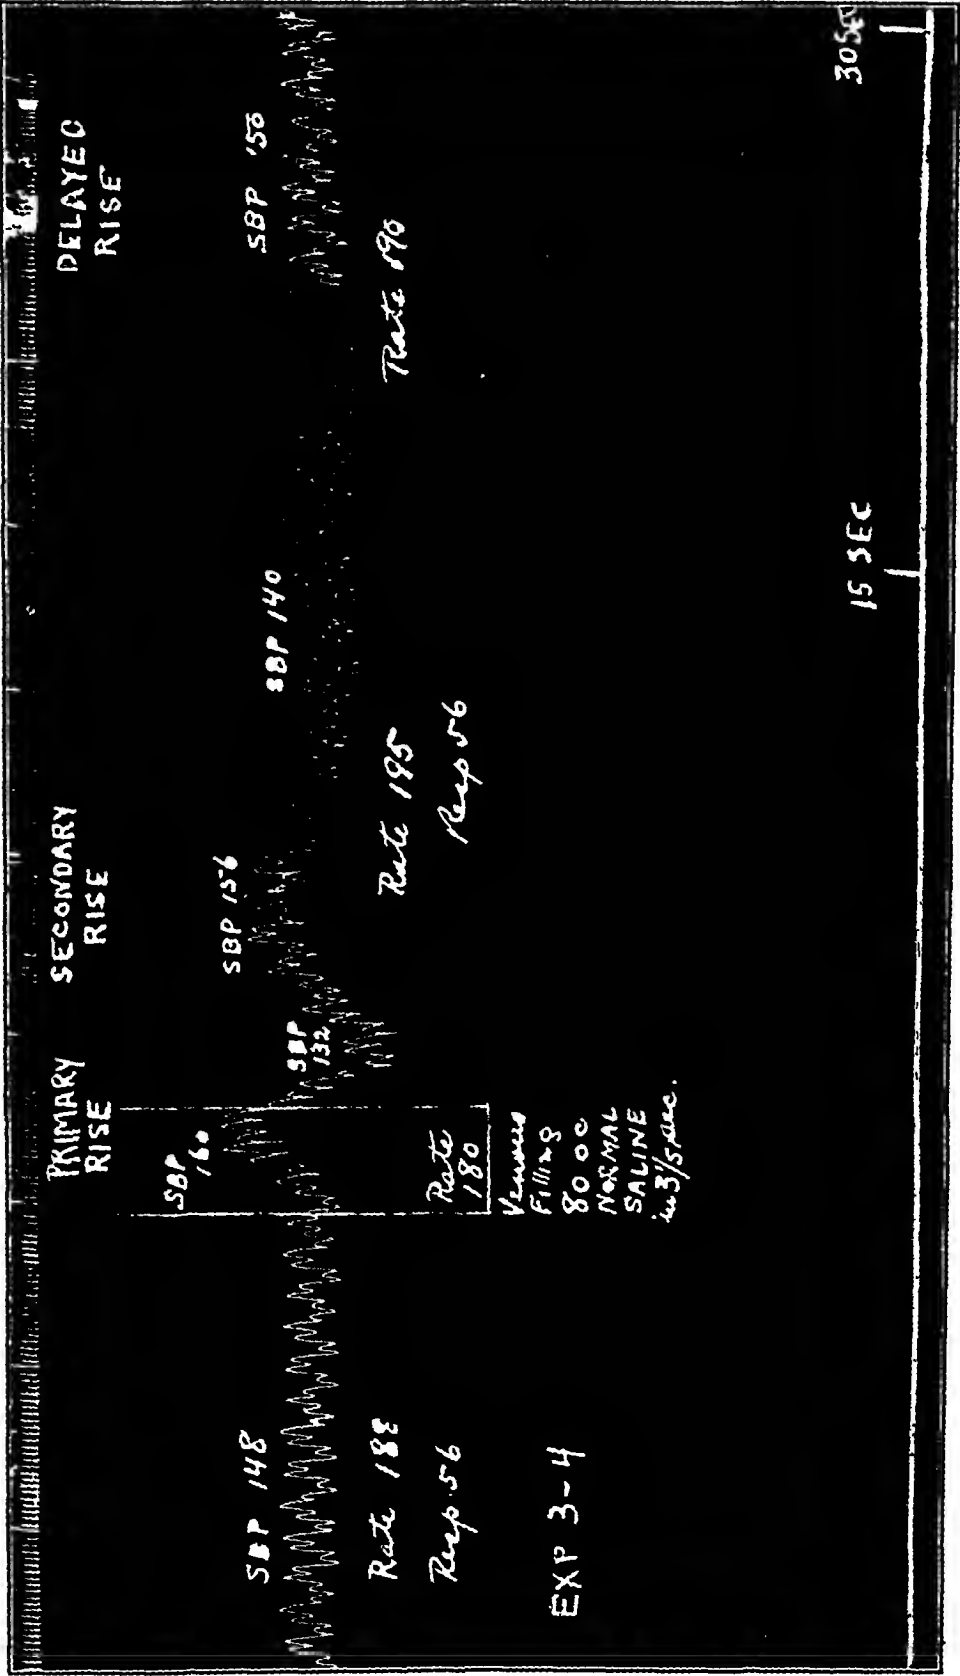 PRIMARY
RISE
SECONDARY
RISE
DELAYED
RISE
SBP 148
SBP
160
SBP
132
SBP 156
SBP 140
SBP 150
Rate 188
Resp. 56
Rate
180
Rate 195
Resp 56
Rate 190
EXP 3-4
Venous
Filling
80 cc
NORMAL
SALINE
in 3 1/5 sec.
15 SEC
30 SEC